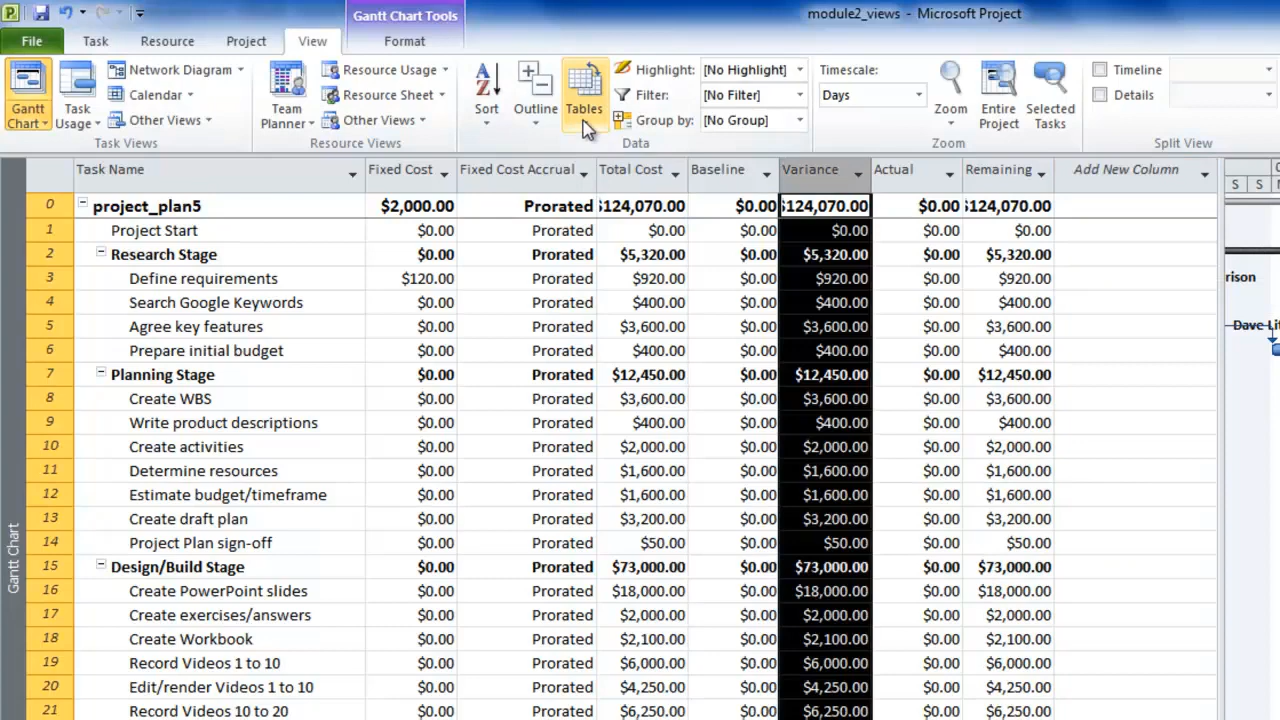 Gantt Chart Tools
module2_views - Microsoft Project
File Task Resource Project View Format
Gantt Chart
Task Usage
Network Diagram
Calendar
Other Views
Task Views
Team Planner
Resource Usage
Resource Sheet
Other Views
Resource Views
Sort
Outline
Tables
Highlight: [No Highlight]
Filter: [No Filter]
Group by: [No Group]
Data
Timescale:
Days
Zoom
Entire Project
Selected Tasks
Zoom
Timeline
Details
Split View
Task Name Fixed Cost Fixed Cost Accrual Total Cost Baseline Variance Actual Remaining Add New Column
S S
0 project_plan5 $2,000.00 Prorated $124,070.00 $0.00 $124,070.00 $0.00 $124,070.00
1 Project Start $0.00 Prorated $0.00 $0.00 $0.00 $0.00 $0.00
2 Research Stage $0.00 Prorated $5,320.00 $0.00 $5,320.00 $0.00 $5,320.00
3 Define requirements $120.00 Prorated $920.00 $0.00 $920.00 $0.00 $920.00
rison
4 Search Google Keywords $0.00 Prorated $400.00 $0.00 $400.00 $0.00 $400.00
5 Agree key features $0.00 Prorated $3,600.00 $0.00 $3,600.00 $0.00 $3,600.00
Dave Lit
6 Prepare initial budget $0.00 Prorated $400.00 $0.00 $400.00 $0.00 $400.00
7 Planning Stage $0.00 Prorated $12,450.00 $0.00 $12,450.00 $0.00 $12,450.00
8 Create WBS $0.00 Prorated $3,600.00 $0.00 $3,600.00 $0.00 $3,600.00
9 Write product descriptions $0.00 Prorated $400.00 $0.00 $400.00 $0.00 $400.00
10 Create activities $0.00 Prorated $2,000.00 $0.00 $2,000.00 $0.00 $2,000.00
11 Determine resources $0.00 Prorated $1,600.00 $0.00 $1,600.00 $0.00 $1,600.00
12 Estimate budget/timeframe $0.00 Prorated $1,600.00 $0.00 $1,600.00 $0.00 $1,600.00
13 Create draft plan $0.00 Prorated $3,200.00 $0.00 $3,200.00 $0.00 $3,200.00
14 Project Plan sign-off $0.00 Prorated $50.00 $0.00 $50.00 $0.00 $50.00
15 Design/Build Stage $0.00 Prorated $73,000.00 $0.00 $73,000.00 $0.00 $73,000.00
16 Create PowerPoint slides $0.00 Prorated $18,000.00 $0.00 $18,000.00 $0.00 $18,000.00
17 Create exercises/answers $0.00 Prorated $2,000.00 $0.00 $2,000.00 $0.00 $2,000.00
18 Create Workbook $0.00 Prorated $2,100.00 $0.00 $2,100.00 $0.00 $2,100.00
19 Record Videos 1 to 10 $0.00 Prorated $6,000.00 $0.00 $6,000.00 $0.00 $6,000.00
20 Edit/render Videos 1 to 10 $0.00 Prorated $4,250.00 $0.00 $4,250.00 $0.00 $4,250.00
21 Record Videos 10 to 20 $0.00 Prorated $6,250.00 $0.00 $6,250.00 $0.00 $6,250.00
Gantt Chart